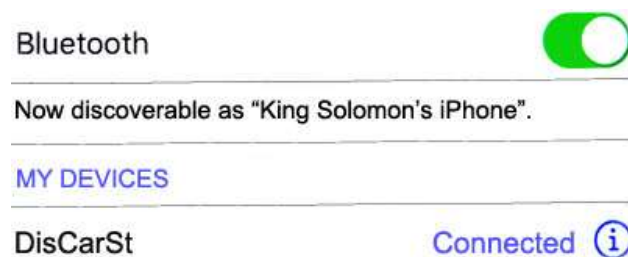 Bluetooth
Now discoverable as “King Solomon’s iPhone”.
MY DEVICES
DisCarSt Connected i